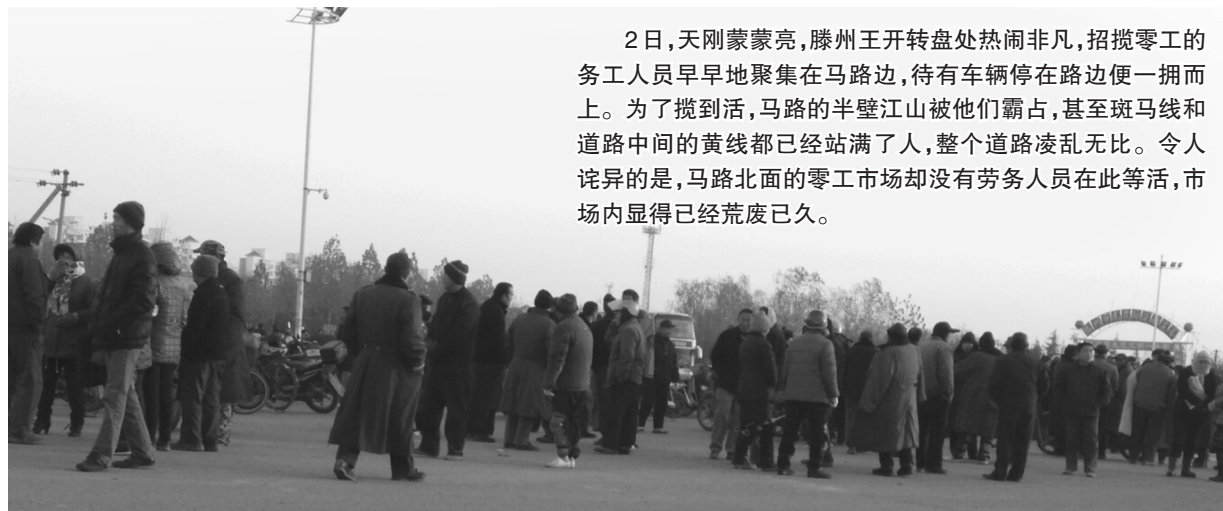 2日,天刚蒙蒙亮,滕州王开转盘处热闹非凡,招揽零工的
务工人员早早地聚集在马路边,待有车辆停在路边便一拥而
上。为了揽到活,马路的半壁江山被他们霸占,甚至斑马线和
道路中间的黄线都已经站满了人,整个道路凌乱无比。令人
诧异的是,马路北面的零工市场却没有劳务人员在此等活,市
场内显得已经荒废已久。